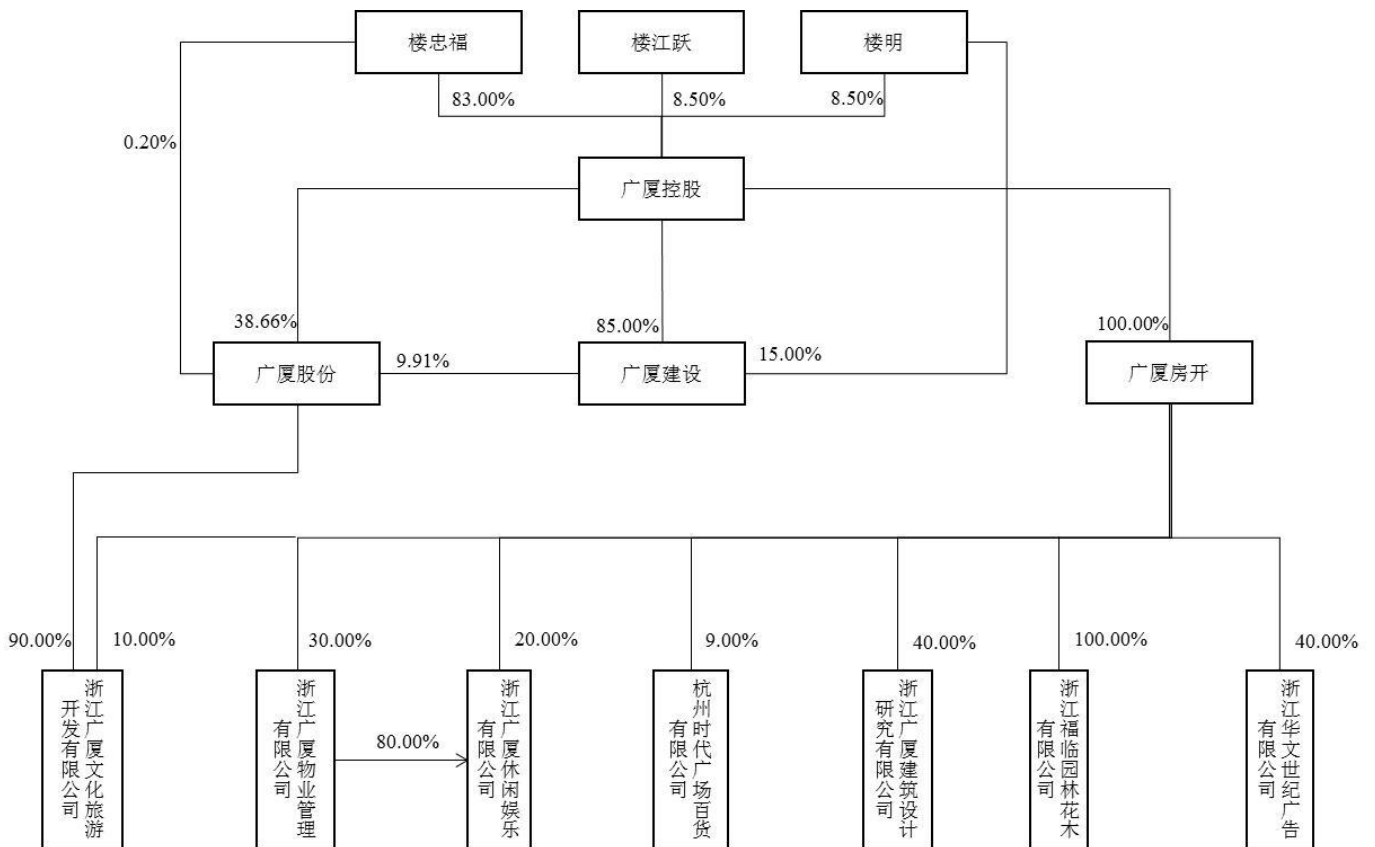 楼忠福
楼江跃
楼明
83.00%
8.50%
8.50%
0.20%
广厦控股
38.66%
85.00%
100.00%
广厦股份
9.91%
广厦建设
15.00%
广厦房开
90.00%
10.00%
30.00%
20.00%
9.00%
40.00%
100.00%
40.00%
浙江广厦文化旅游
开发有限公司
浙江广厦物业管理
有限公司
80.00%
浙江广厦休闲娱乐
有限公司
杭州时代广场百货
有限公司
浙江广厦建筑设计
研究有限公司
浙江福临园林花木
有限公司
浙江华文世纪广告
有限公司